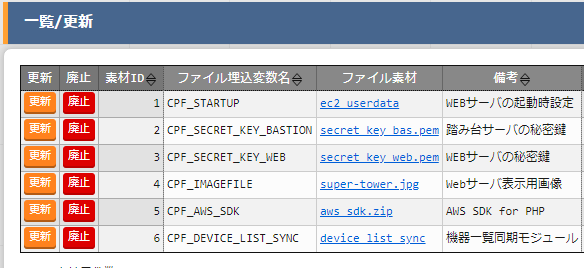 一覧/更新
更新 廃止 素材ID ファイル埋込変数名 ファイル素材 備考
更新 廃止 1 CPF_STARTUP ec2_userdata WEBサーバの起動時設定
更新 廃止 2 CPF_SECRET_KEY_BASTION secret_key_bas.pem 踏み台サーバの秘密鍵
更新 廃止 3 CPF_SECRET_KEY_WEB secret_key_web.pem WEBサーバの秘密鍵
更新 廃止 4 CPF_IMAGEFILE super-tower.jpg Webサーバ表示用画像
更新 廃止 5 CPF_AWS_SDK aws_sdk.zip AWS SDK for PHP
更新 廃止 6 CPF_DEVICE_LIST_SYNC device_list_sync 機器一覧同期モジュール